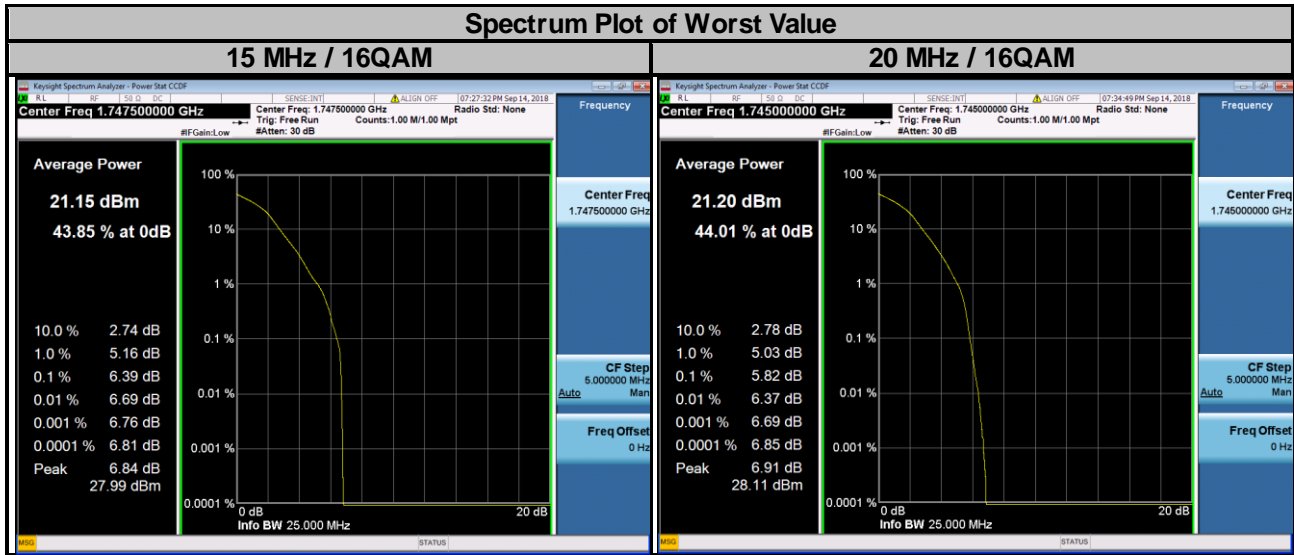 Spectrum Plot of Worst Value
15 MHz / 16QAM
20 MHz / 16QAM
Keysight Spectrum Analyzer - Power Stat CCDF
RL RF 50 Ω DC SENSE:INT ALIGN OFF 07:27:32 PM Sep 14, 2018
Center Freq 1.747500000 GHz
Center Freq: 1.747500000 GHz Radio Std: None
Trig: Free Run Counts:1.00 M/1.00 Mpt
#IFGain:Low #Atten: 30 dB
Frequency
Average Power
21.15 dBm
43.85 % at 0dB
10.0 % 2.74 dB
1.0 % 5.16 dB
0.1 % 6.39 dB
0.01 % 6.69 dB
0.001 % 6.76 dB
0.0001 % 6.81 dB
Peak 6.84 dB
27.99 dBm
100 %
10 %
1 %
0.1 %
0.01 %
0.001 %
0.0001 %
0 dB 20 dB
Info BW 25.000 MHz
Center Freq
1.747500000 GHz
CF Step
5.000000 MHz
Auto Man
Freq Offset
0 Hz
MSG STATUS
Keysight Spectrum Analyzer - Power Stat CCDF
RL RF 50 Ω DC SENSE:INT ALIGN OFF 07:34:49 PM Sep 14, 2018
Center Freq 1.745000000 GHz
Center Freq: 1.745000000 GHz Radio Std: None
Trig: Free Run Counts:1.00 M/1.00 Mpt
#IFGain:Low #Atten: 30 dB
Frequency
Average Power
21.20 dBm
44.01 % at 0dB
10.0 % 2.78 dB
1.0 % 5.03 dB
0.1 % 5.82 dB
0.01 % 6.37 dB
0.001 % 6.69 dB
0.0001 % 6.85 dB
Peak 6.91 dB
28.11 dBm
100 %
10 %
1 %
0.1 %
0.01 %
0.001 %
0.0001 %
0 dB 20 dB
Info BW 25.000 MHz
Center Freq
1.745000000 GHz
CF Step
5.000000 MHz
Auto Man
Freq Offset
0 Hz
MSG STATUS